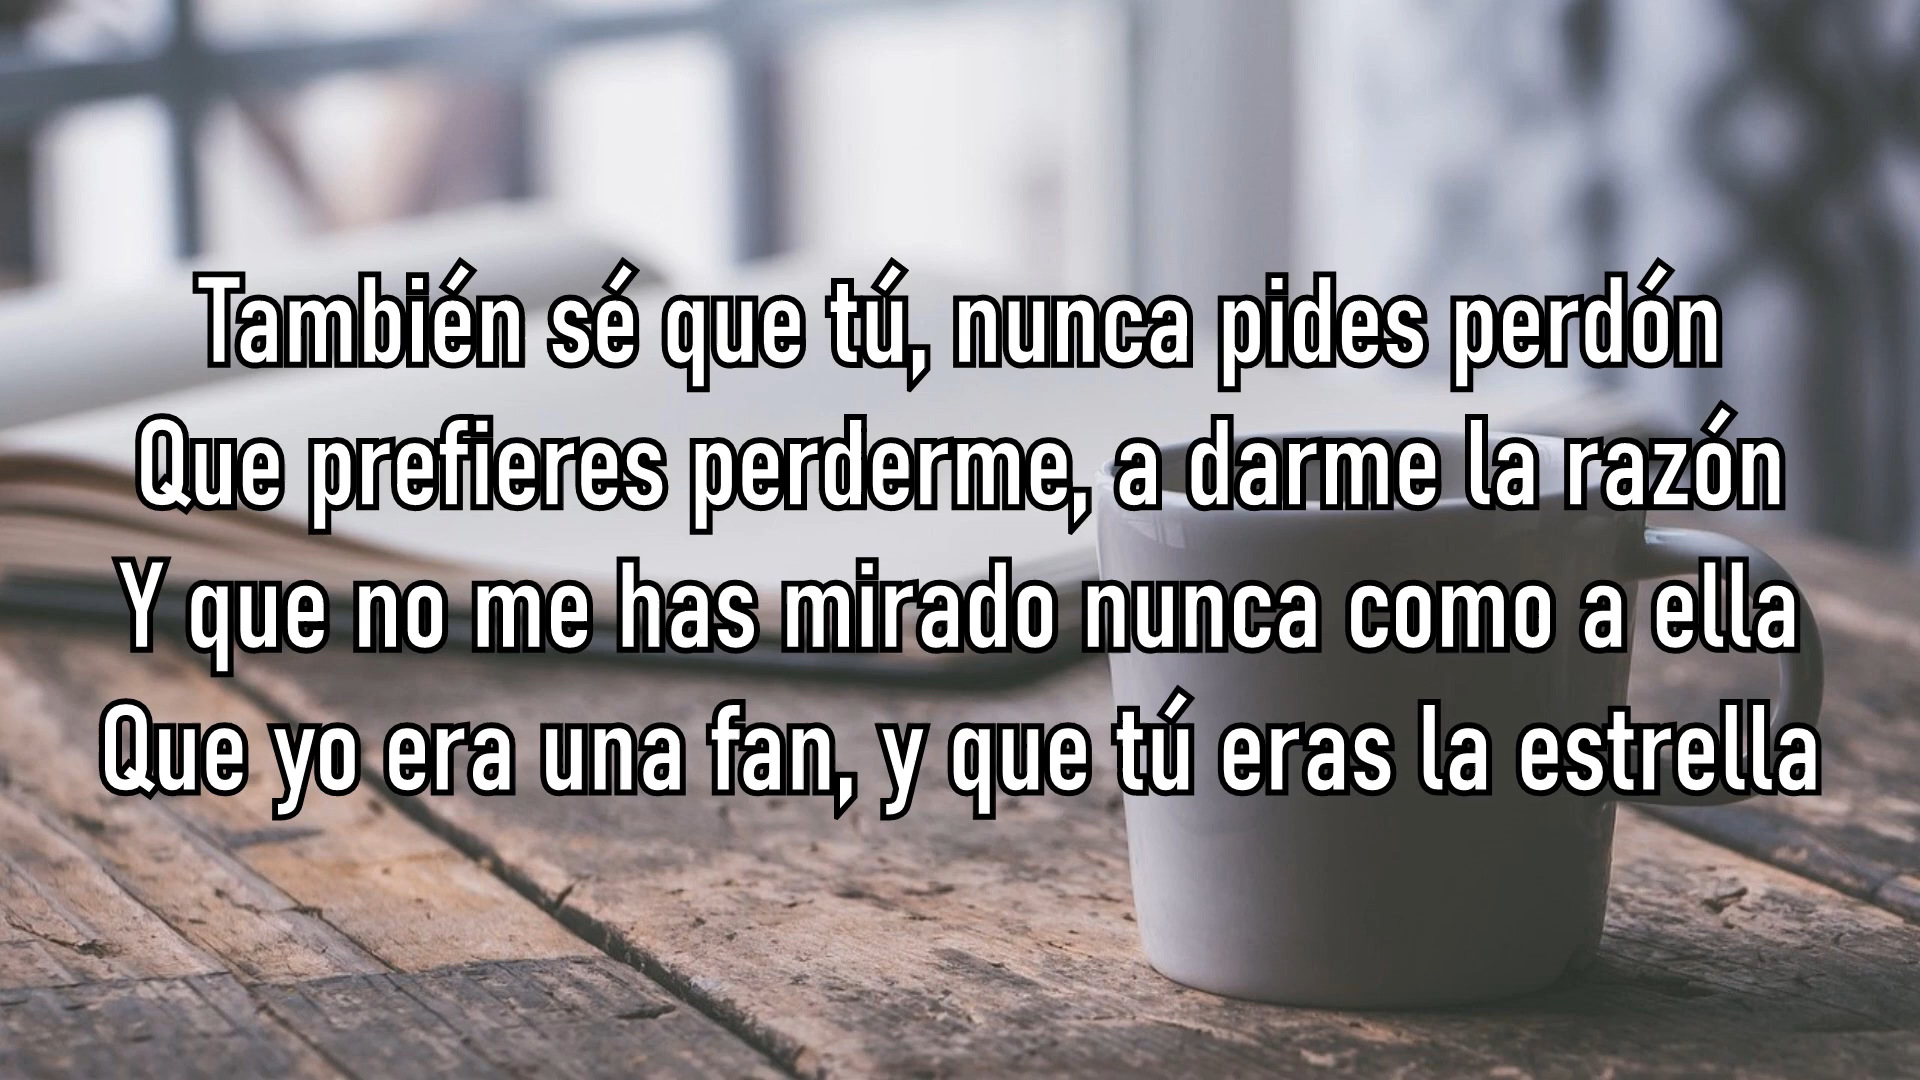 También sé que tú, nunca pides perdón
Que prefieres perderme, a darme la razón
Y que no me has mirado nunca como a ella
Que yo era una fan, y que tú eras la estrella